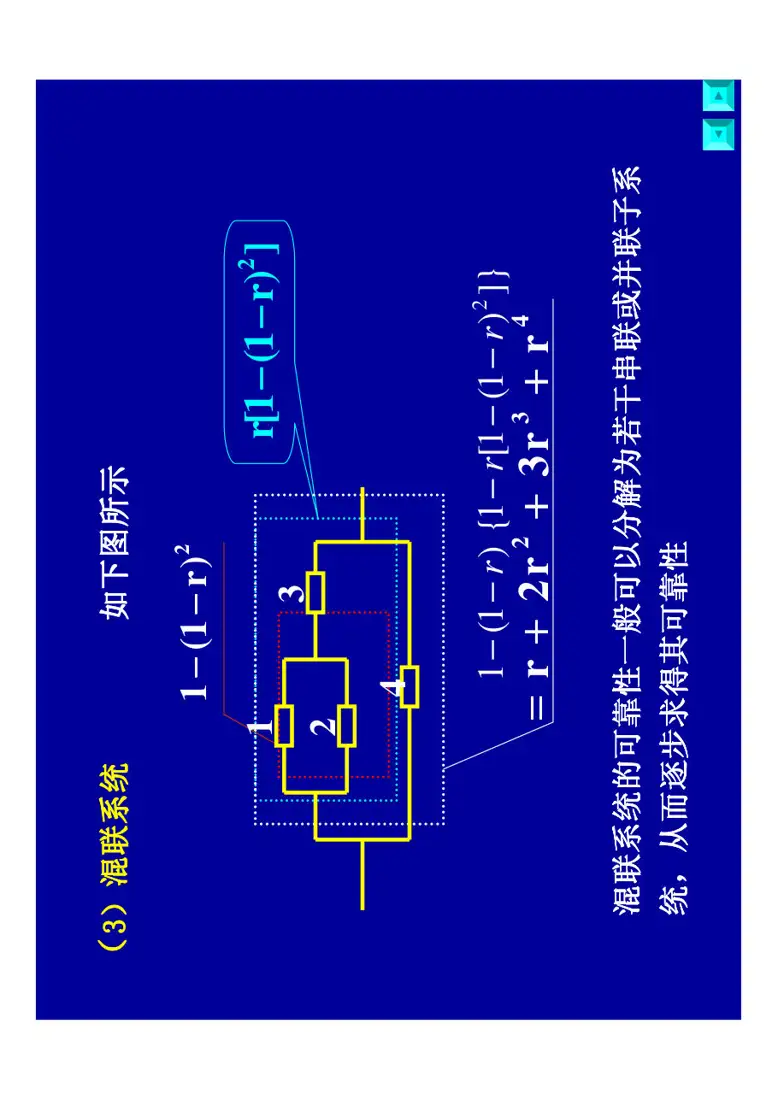 （3）混联系统 如下图所示
1－(1－r)²
r[1－(1－r)²]
1
2
3
4
1－(1－r) {1－r[1－(1－r)²]}
= r + 2r² + 3r³ + r⁴
混联系统的可靠性一般可以分解为若干串联或并联子系
统，从而逐步求得其可靠性